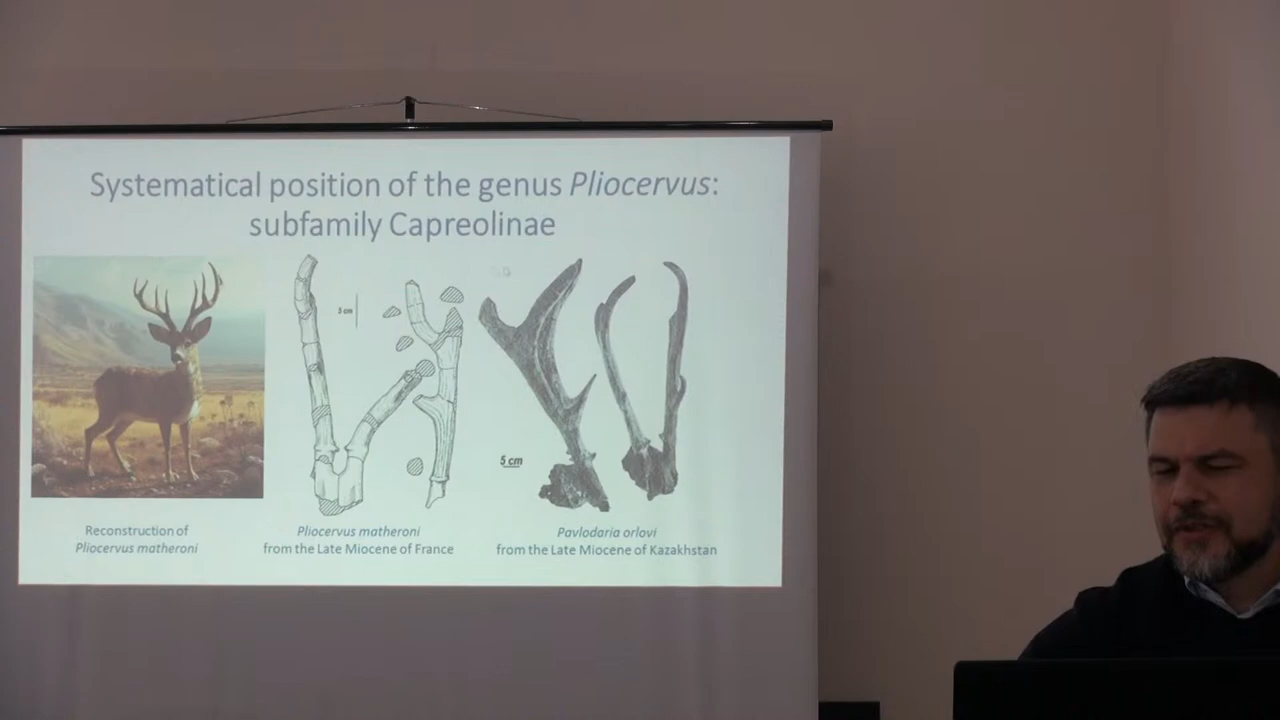 Systematical position of the genus Pliocervus:
subfamily Capreolinae
3 cm
5 cm
Reconstruction of
Pliocervus matheroni
Pliocervus matheroni
from the Late Miocene of France
Pavlodaria orlovi
from the Late Miocene of Kazakhstan